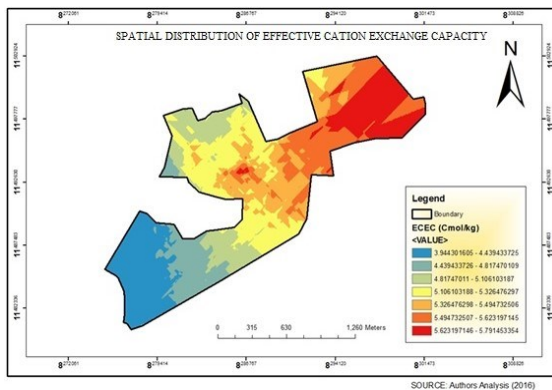 SPATIAL DISTRIBUTION OF EFFECTIVE CATION EXCHANGE CAPACITY
N
Legend
Boundary
ECEC (Cmol/kg)
<VALUE>
3.944301605 - 4.439433725
4.439433726 - 4.817470109
4.81747011 - 5.106103187
5.106103188 - 5.326476297
5.326476298 - 5.494732506
5.494732507 - 5.623197145
5.623197146 - 5.791453354
0 315 630 1,260 Meters
SOURCE: Authors Analysis (2016)